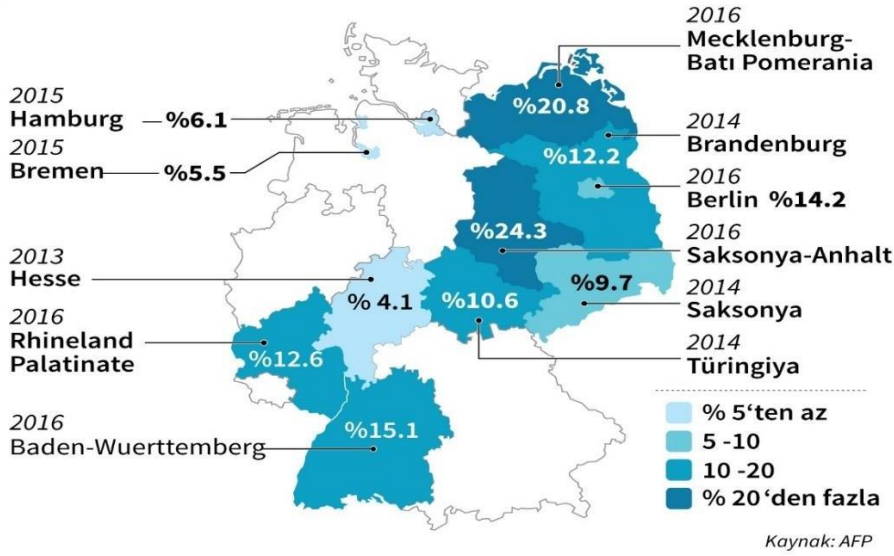 2016
Mecklenburg-
Batı Pomerania
%20.8
2015
Hamburg %6.1
2015
Bremen %5.5
2014
Brandenburg
%12.2
2016
Berlin %14.2
2016
Saksonya-Anhalt
%24.3
2013
Hesse
% 4.1
2014
Saksonya
%9.7
2014
Türingiya
%10.6
2016
Rhineland
Palatinate
%12.6
2016
Baden-Wuerttemberg
%15.1
% 5‘ten az
5 -10
10 -20
% 20‘den fazla
Kaynak: AFP